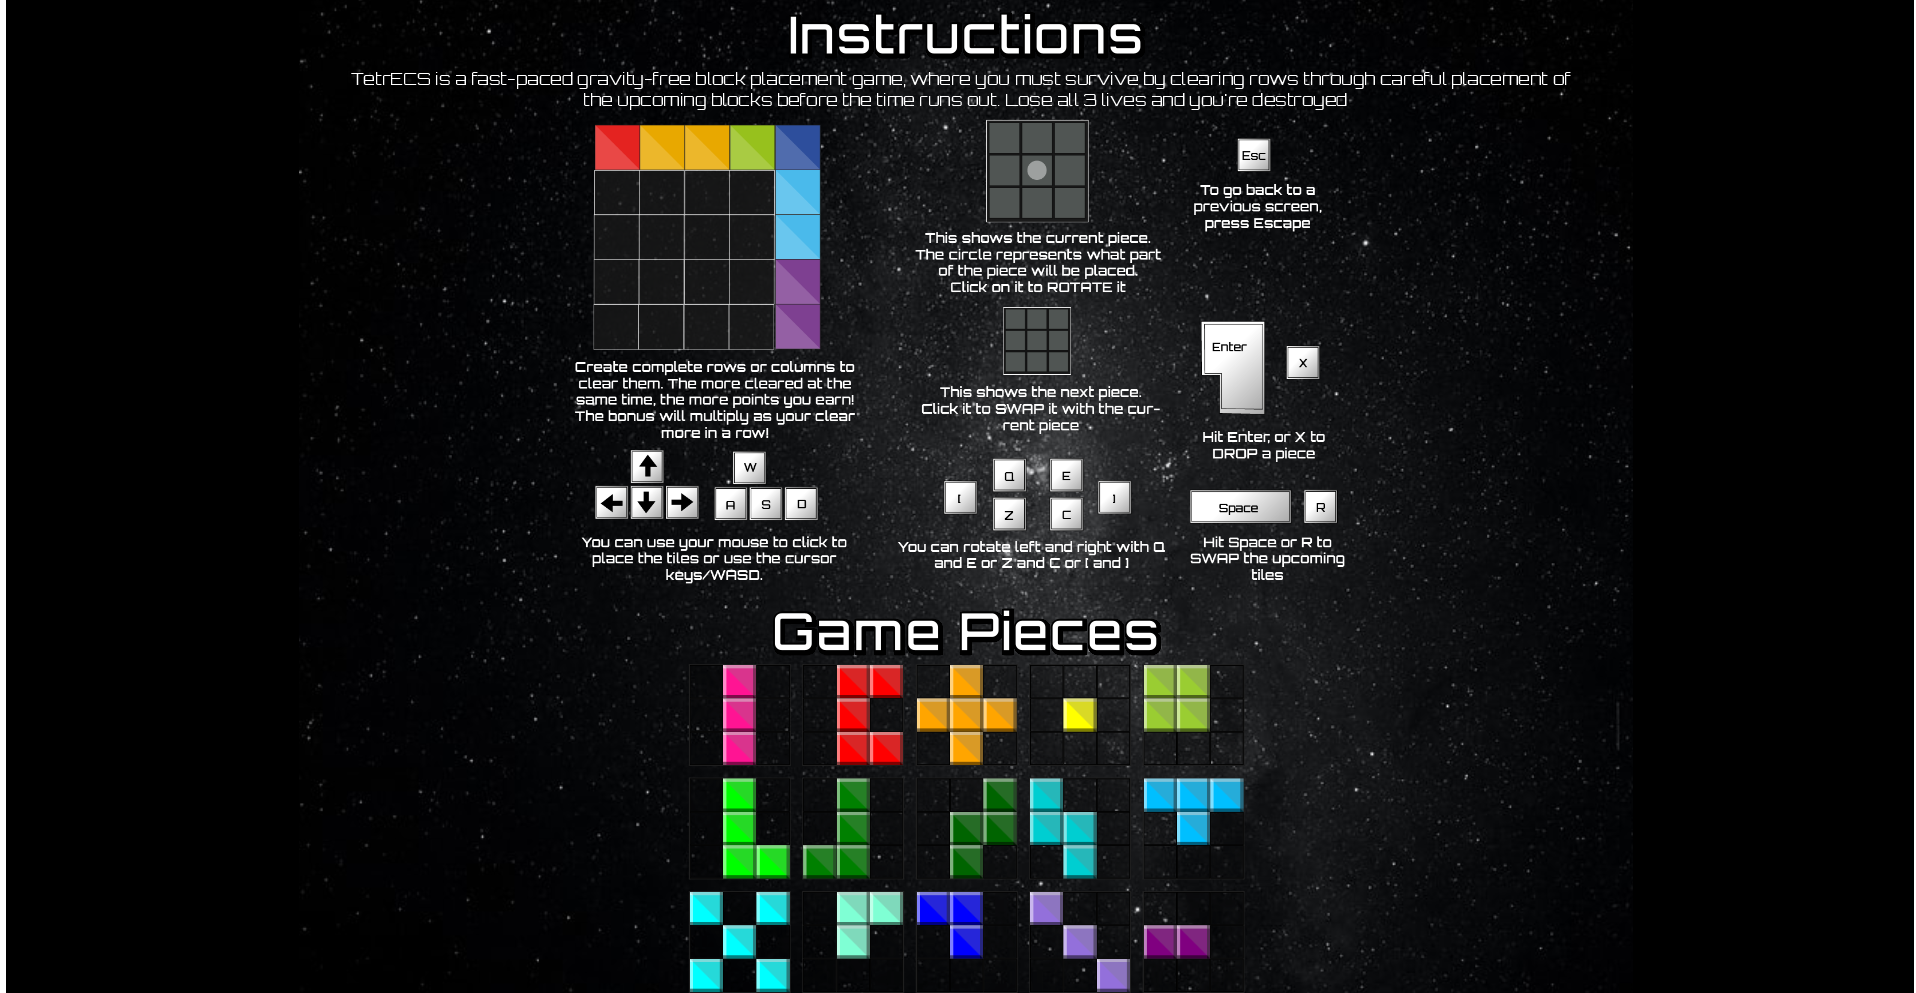 Instructions
TetrECS is a fast-paced gravity-free block placement game, where you must survive by clearing rows through careful placement of
the upcoming blocks before the time runs out. Lose all 3 lives and you're destroyed
Esc
To go back to a
previous screen,
press Escape
This shows the current piece.
The circle represents what part
of the piece will be placed.
Click on it to ROTATE it
Enter
X
Create complete rows or columns to
clear them. The more cleared at the
same time, the more points you earn!
The bonus will multiply as your clear
more in a row!
This shows the next piece.
Click it to SWAP it with the cur-
rent piece
Hit Enter, or X to
DROP a piece
W
A S D
Q E
[ ]
Z C
Space R
You can use your mouse to click to
place the tiles or use the cursor
keys/WASD.
You can rotate left and right with Q
and E or Z and C or [ and ]
Hit Space or R to
SWAP the upcoming
tiles
Game Pieces